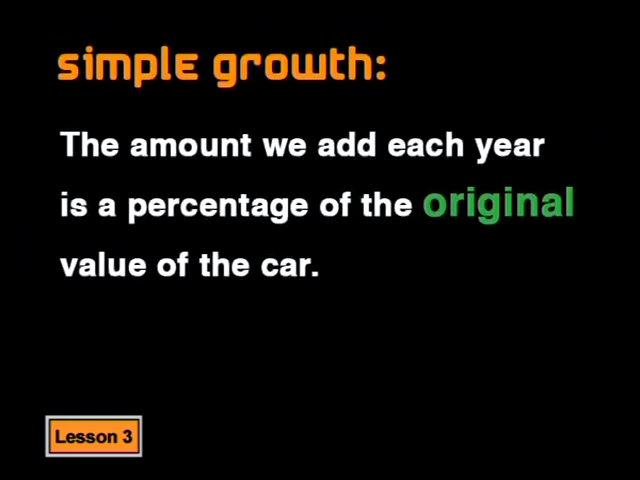 simple growth:
The amount we add each year
is a percentage of the original
value of the car.
Lesson 3